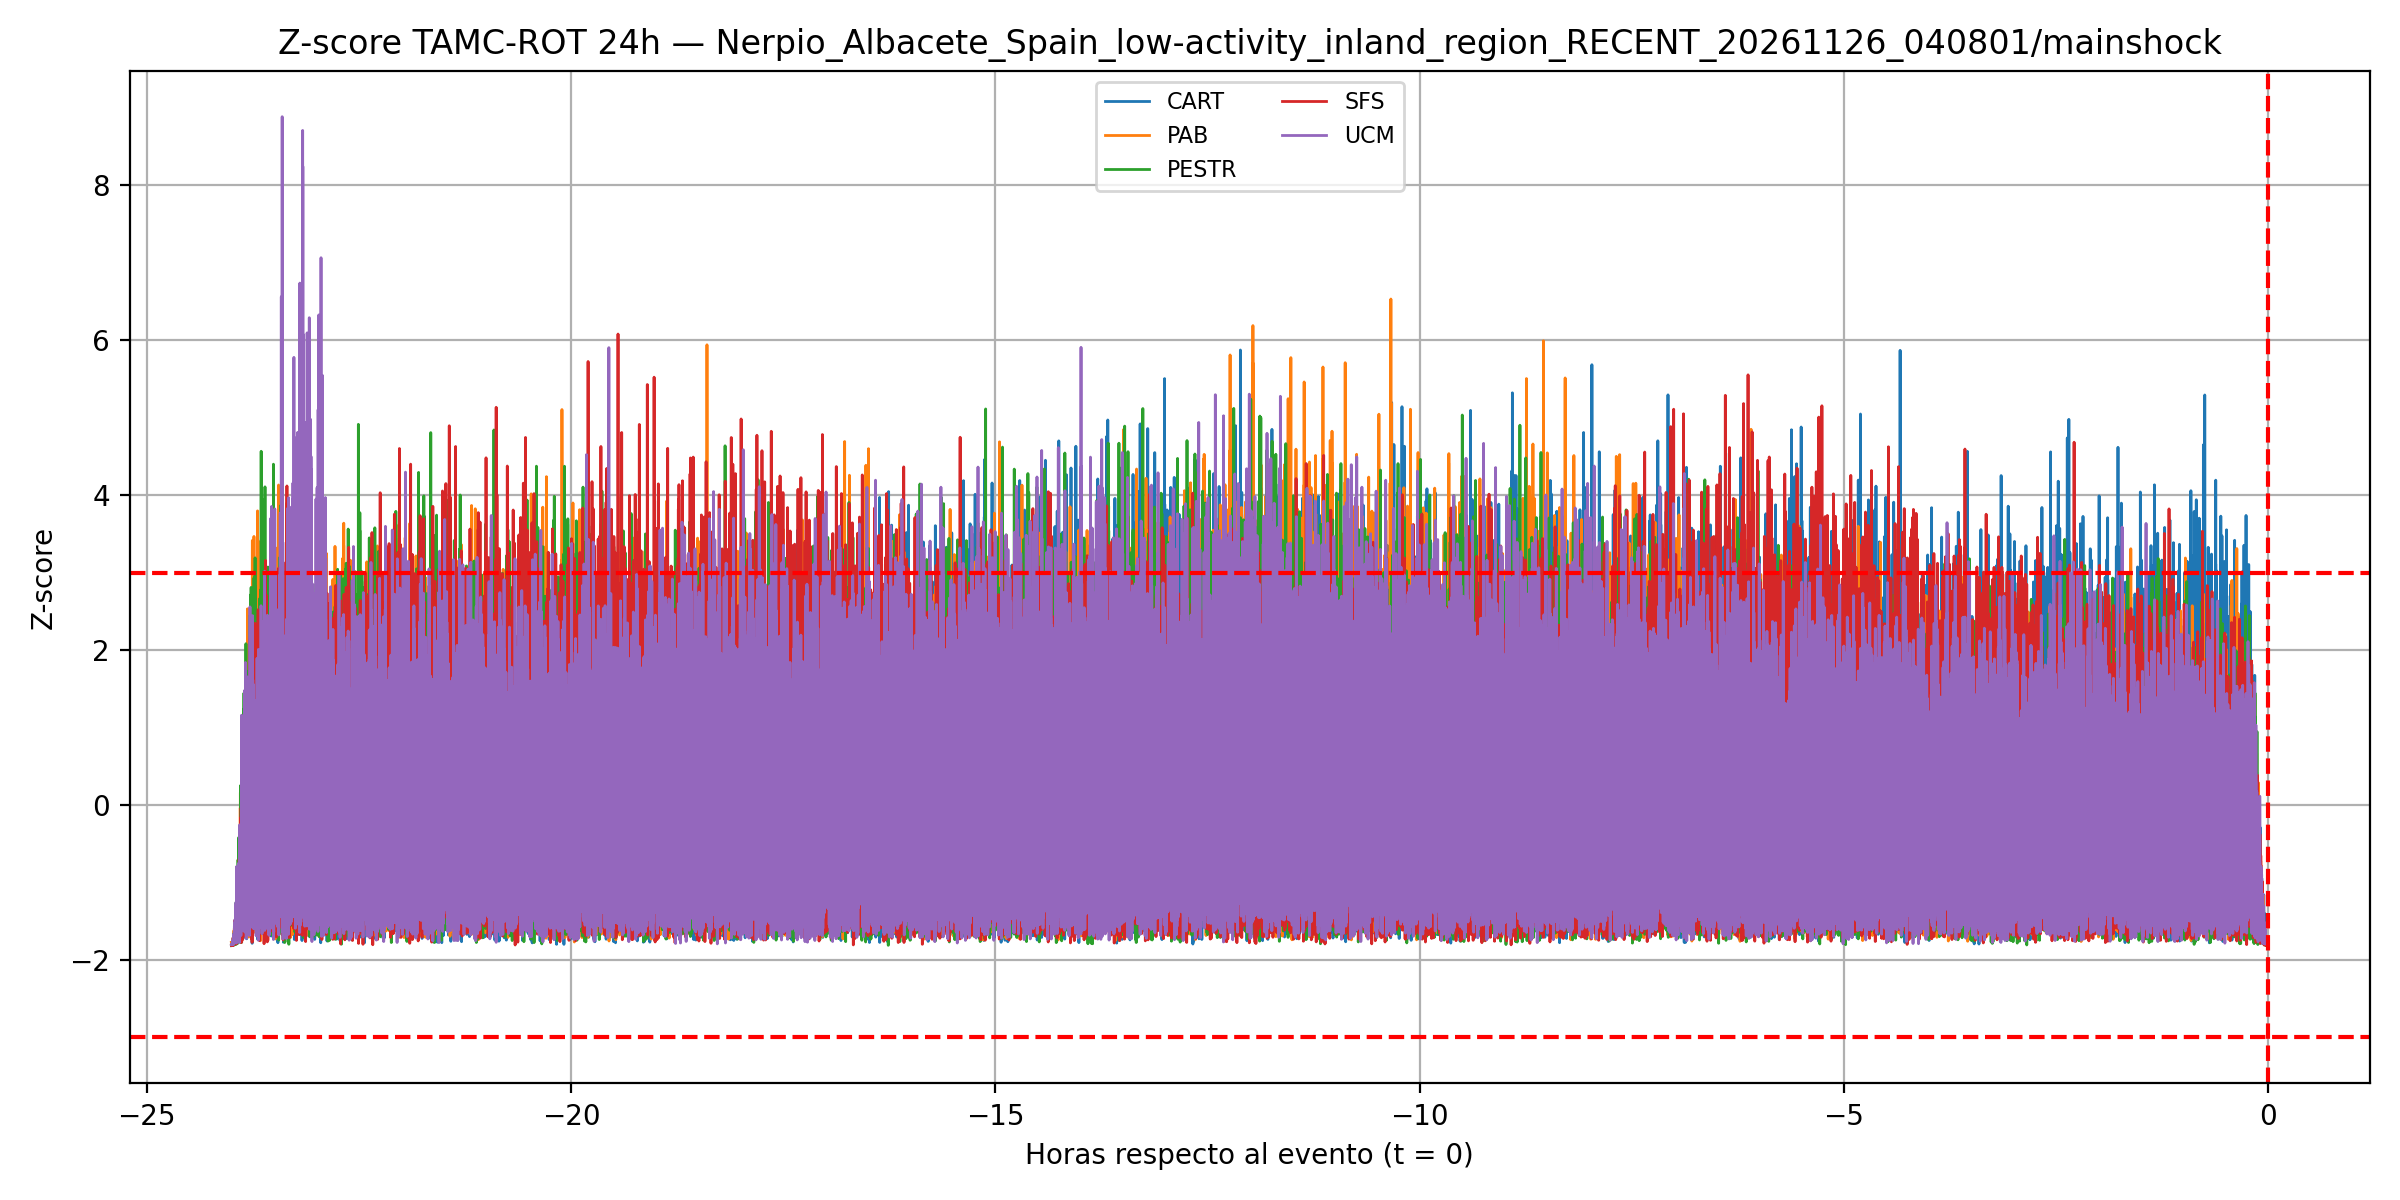 Z-score TAMC-ROT 24h — Nerpio_Albacete_Spain_low-activity_inland_region_RECENT_20261126_040801/mainshock
CART
PAB
PESTR
SFS
UCM
8
6
4
2
0
−2
Z-score
−25
−20
−15
−10
−5
0
Horas respecto al evento (t = 0)